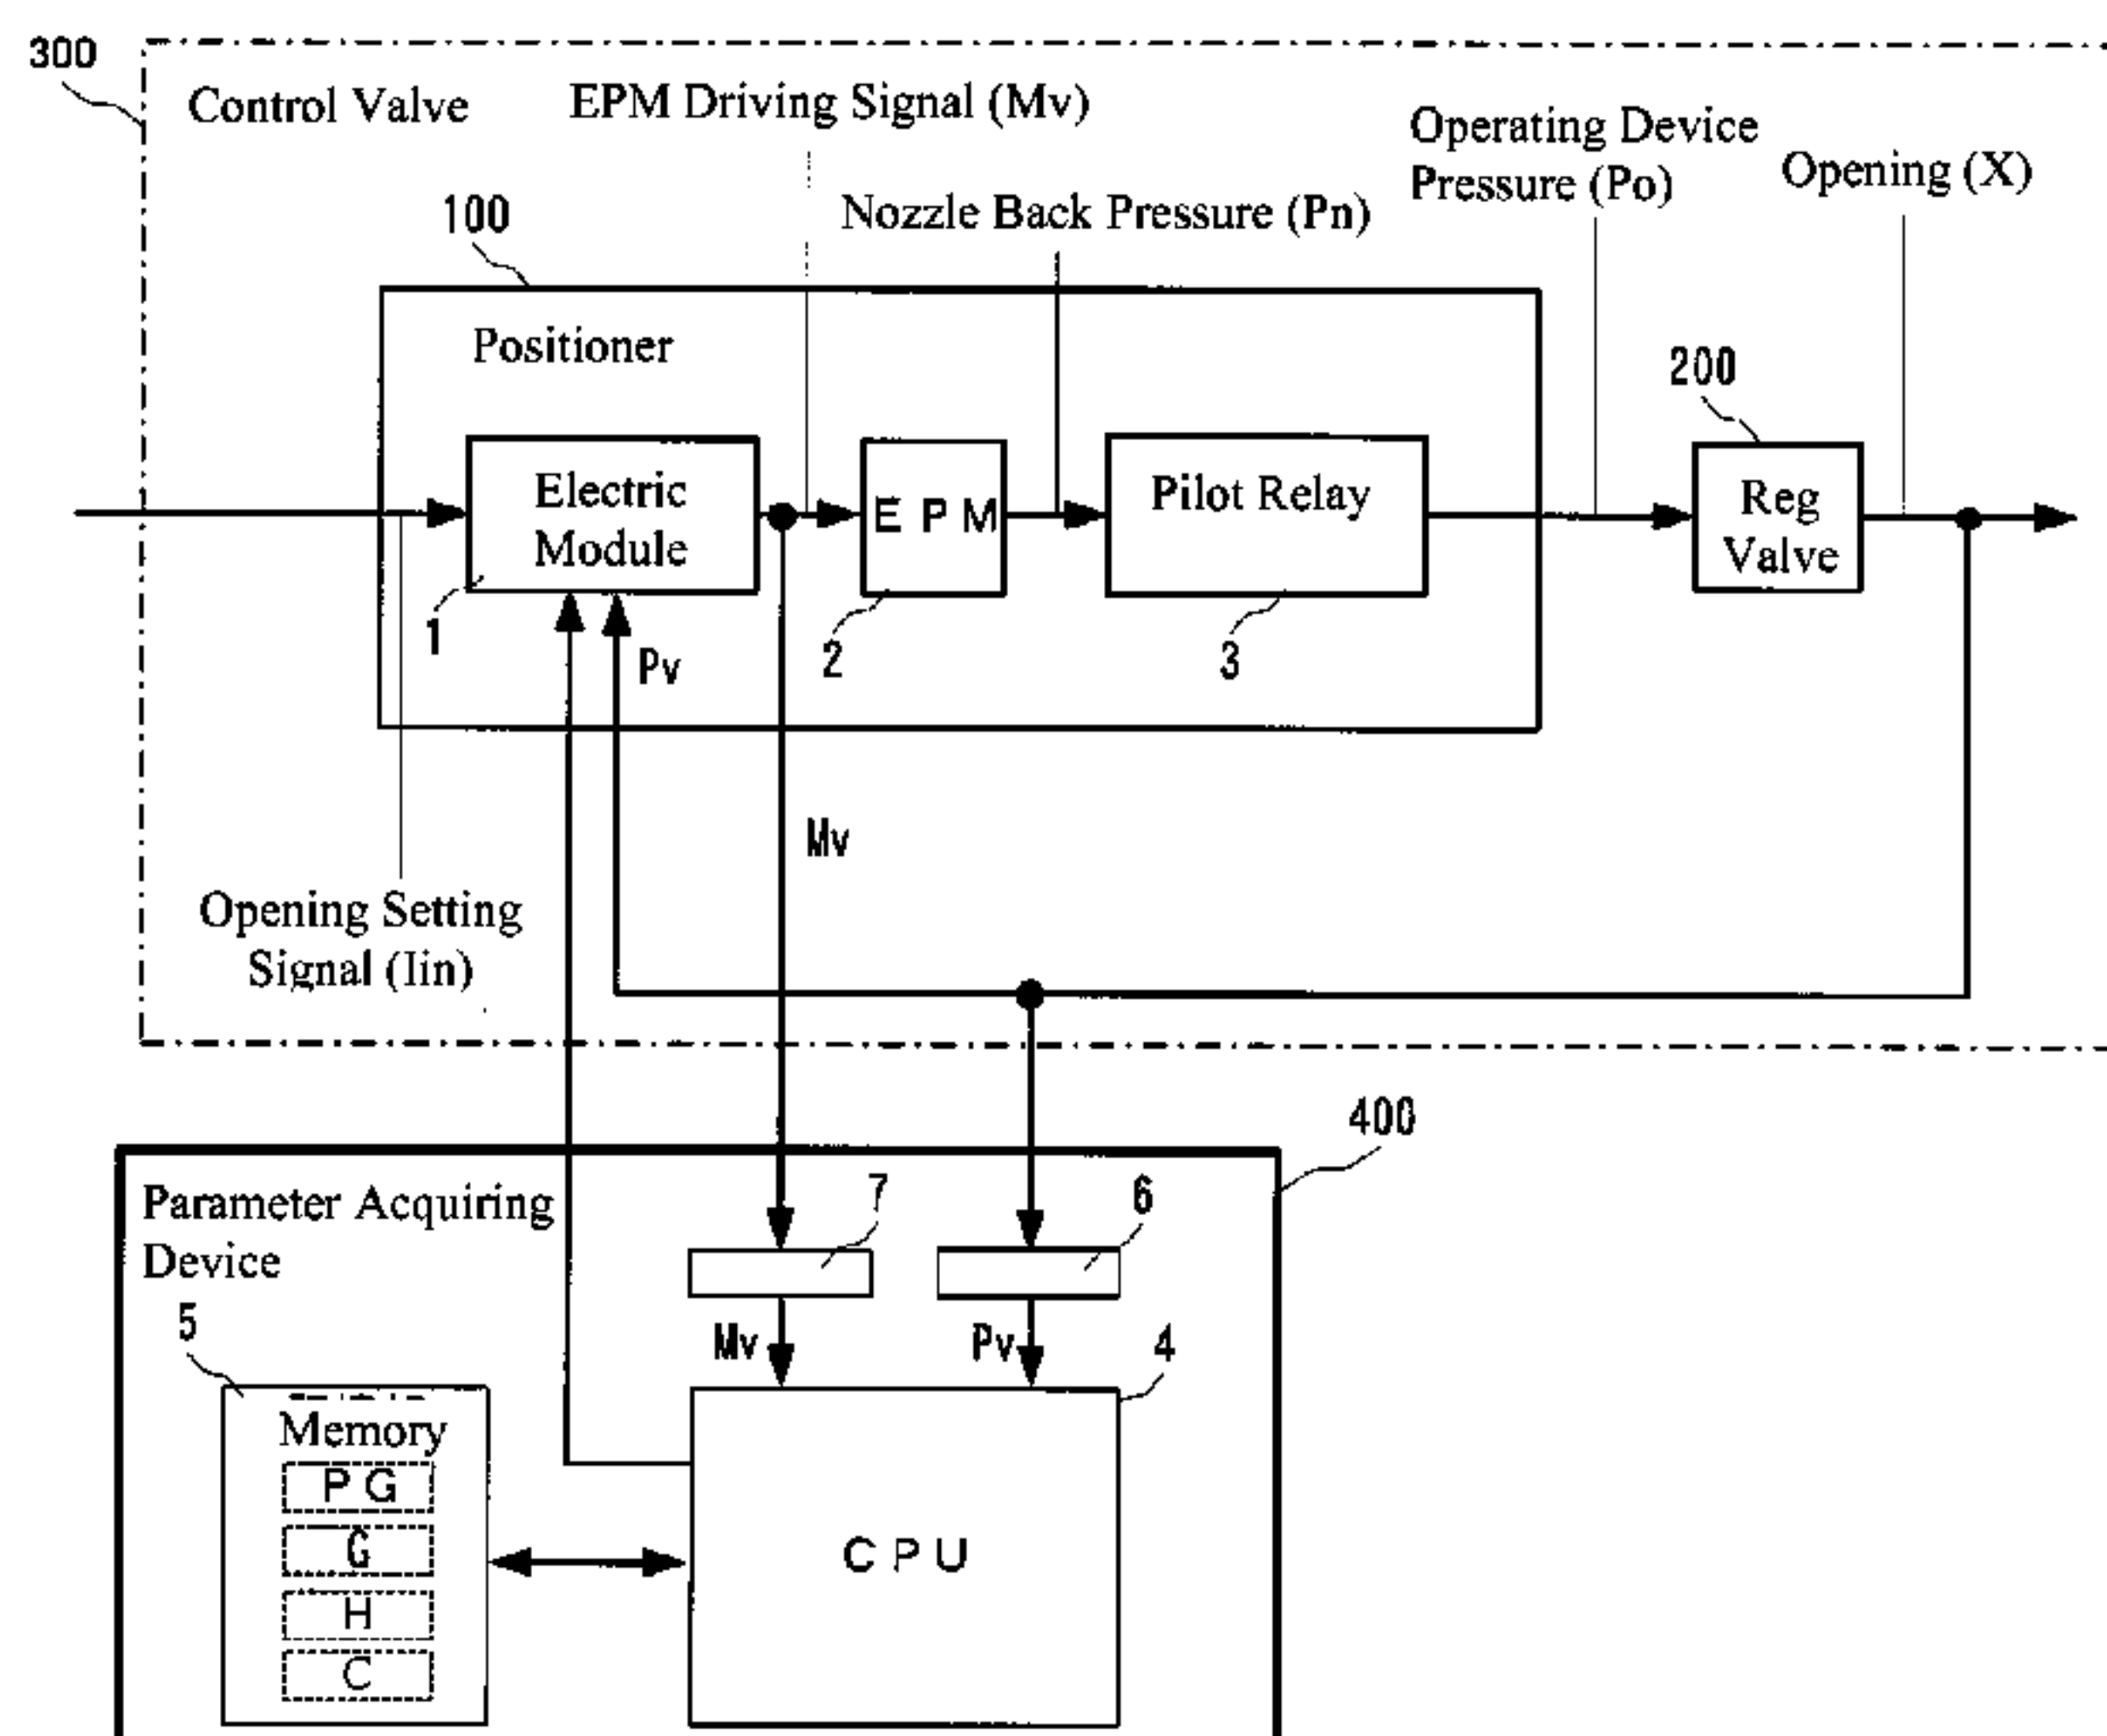 300
Control Valve
EPM Driving Signal (Mv)
Operating Device
Pressure (Po)
Opening (X)
100
Nozzle Back Pressure (Pn)
Positioner
200
Electric
Module
E P M
Pilot Relay
Reg
Valve
1
Pv
2
3
Mv
Opening Setting
Signal (Iin)
400
Parameter Acquiring
Device
7
6
5
Mv
Pv
4
Memory
P G
G
H
C
C P U